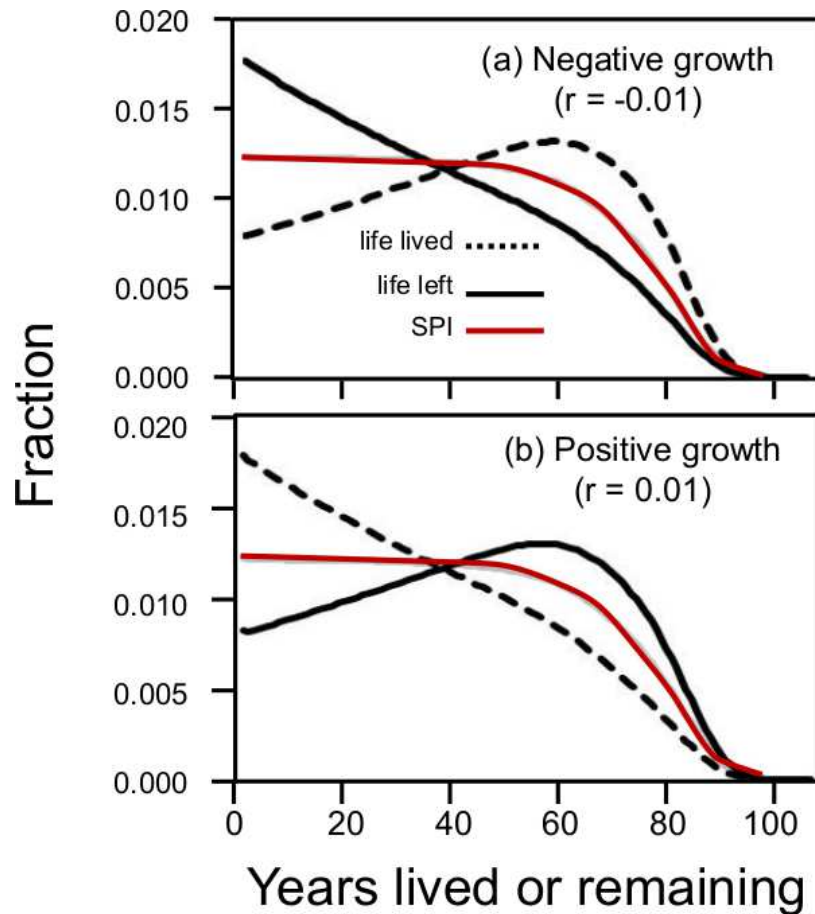 0.020
0.015
0.010
0.005
0.000
(a) Negative growth
(r = -0.01)
life lived
life left
SPI
Fraction
0.020
0.015
0.010
0.005
0.000
(b) Positive growth
(r = 0.01)
0 20 40 60 80 100
Years lived or remaining